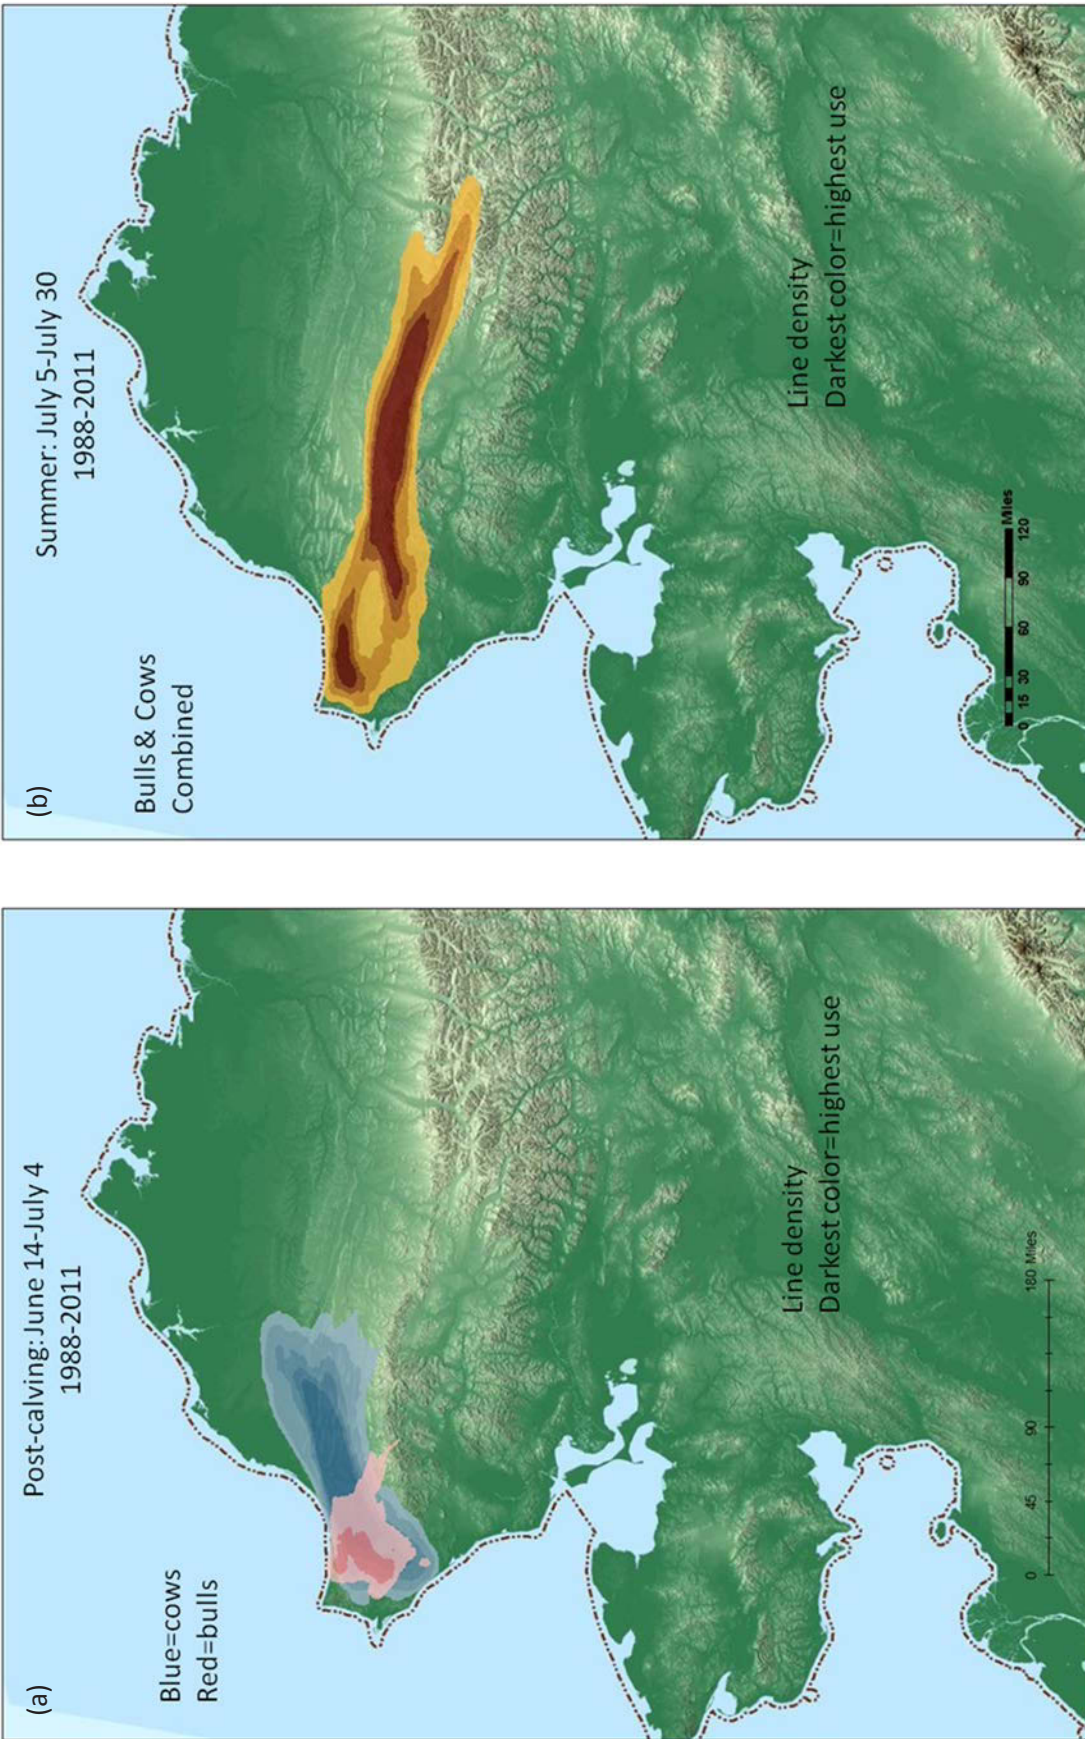 (a)
Post-calving: June 14-July 4
1988-2011
Blue=cows
Red=bulls
Line density
Darkest color=highest use
0 45 90 180 Miles
(b)
Summer: July 5-July 30
1988-2011
Bulls & Cows
Combined
Line density
Darkest color=highest use
0 15 30 60 90 120
Miles